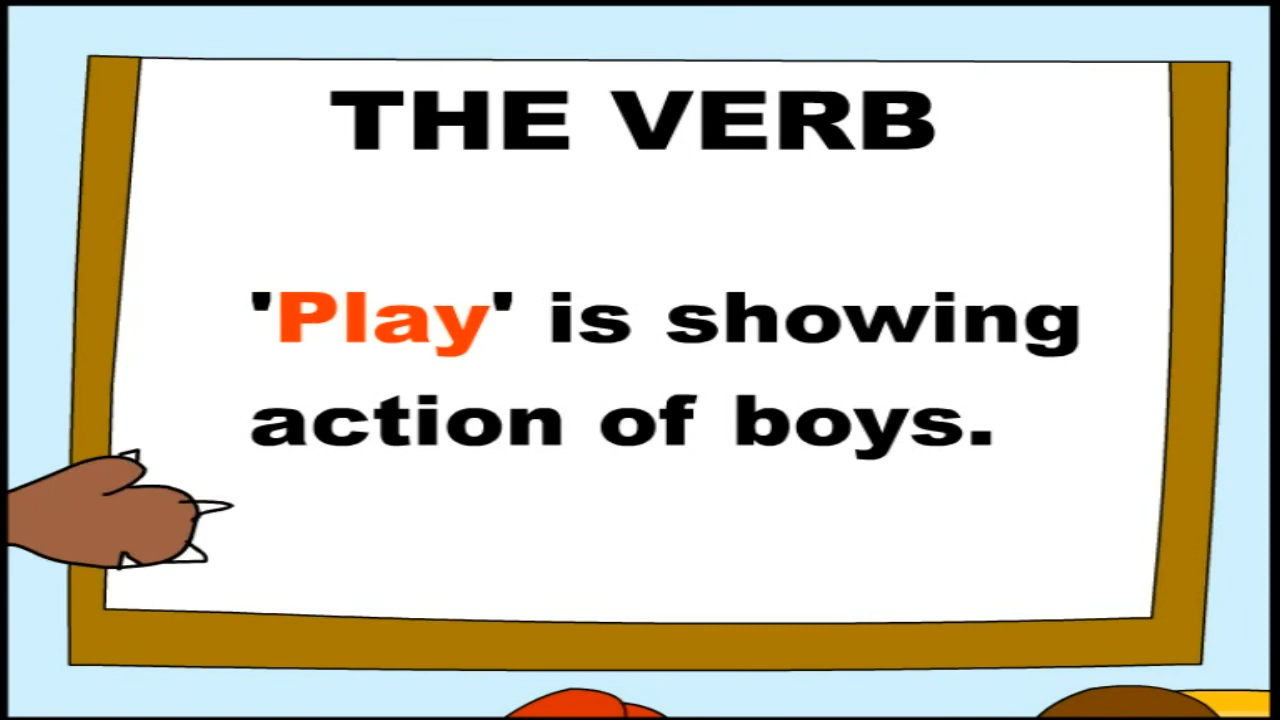 THE VERB
'Play' is showing
action of boys.